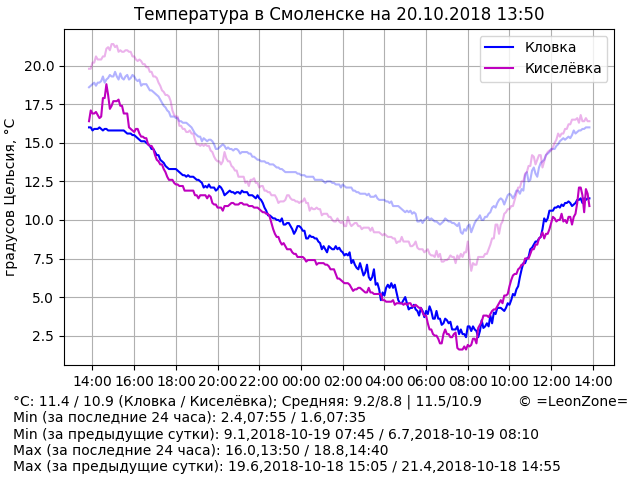 Температура в Смоленске на 20.10.2018 13:50
Кловка
Киселёвка
градусов Цельсия, °C
20.0
17.5
15.0
12.5
10.0
7.5
5.0
2.5
14:00 16:00 18:00 20:00 22:00 00:00 02:00 04:00 06:00 08:00 10:00 12:00 14:00
°C: 11.4 / 10.9 (Кловка / Киселёвка); Средняя: 9.2/8.8 | 11.5/10.9 © =LeonZone=
Min (за последние 24 часа): 2.4,07:55 / 1.6,07:35
Min (за предыдущие сутки): 9.1,2018-10-19 07:45 / 6.7,2018-10-19 08:10
Max (за последние 24 часа): 16.0,13:50 / 18.8,14:40
Max (за предыдущие сутки): 19.6,2018-10-18 15:05 / 21.4,2018-10-18 14:55